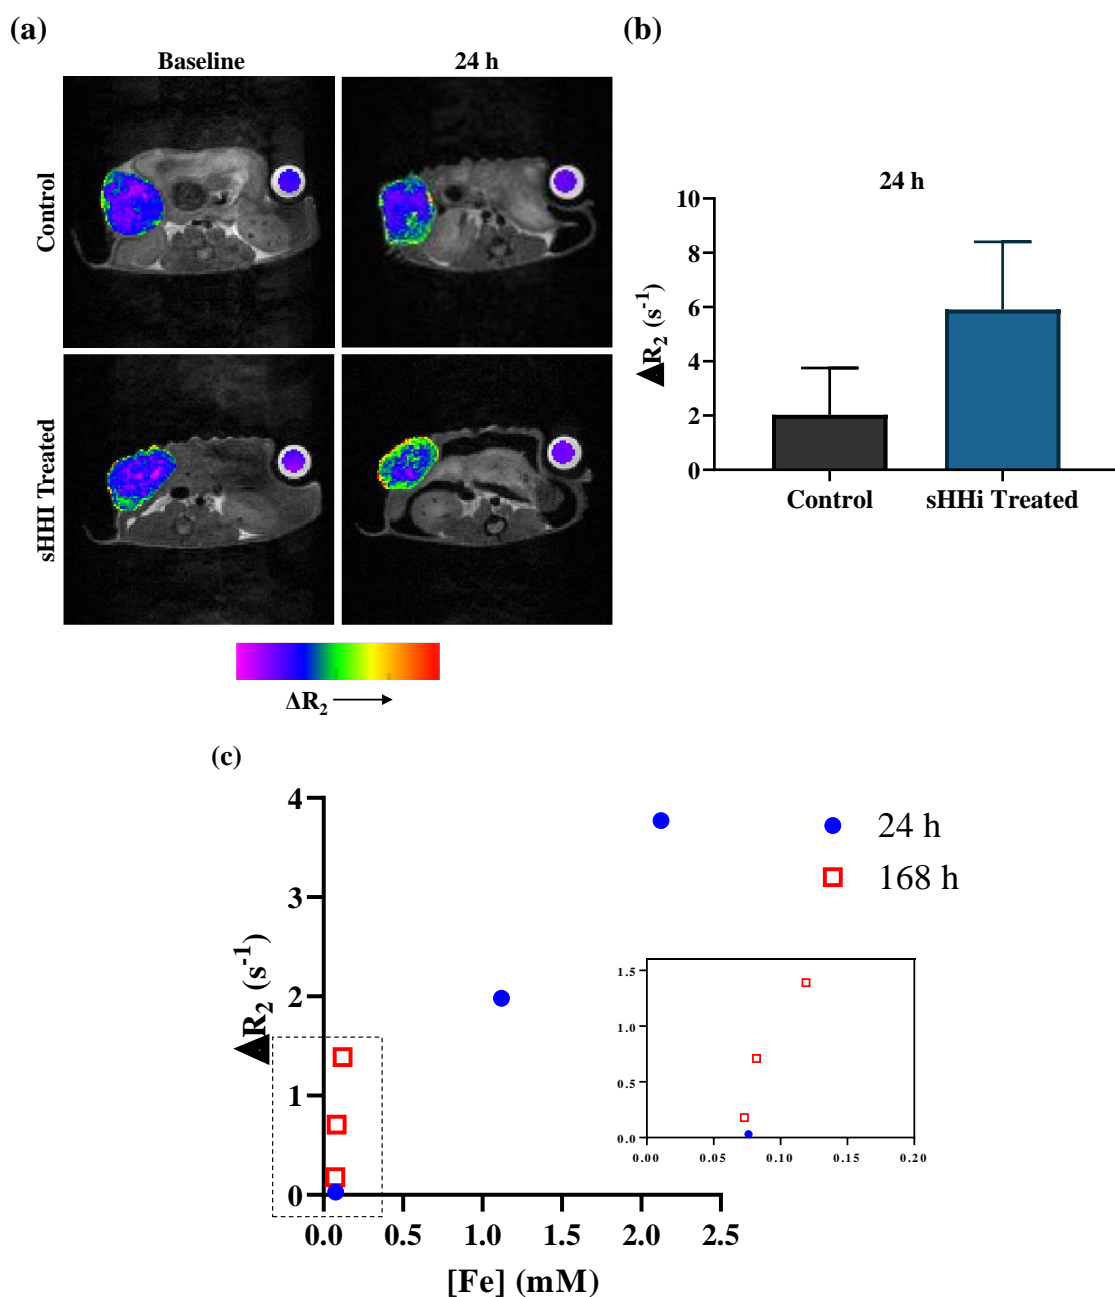 (a)
Baseline
24 h
Control
sHHI Treated
ΔR2
(b)
24 h
▲R2 (s-1)
10
8
6
4
2
0
Control
sHHi Treated
(c)
▲R2 (s-1)
4
3
2
1
0
0.0 0.5 1.0 1.5 2.0 2.5
[Fe] (mM)
24 h
168 h
1.5
1.0
0.5
0.0
0.00 0.05 0.10 0.15 0.20